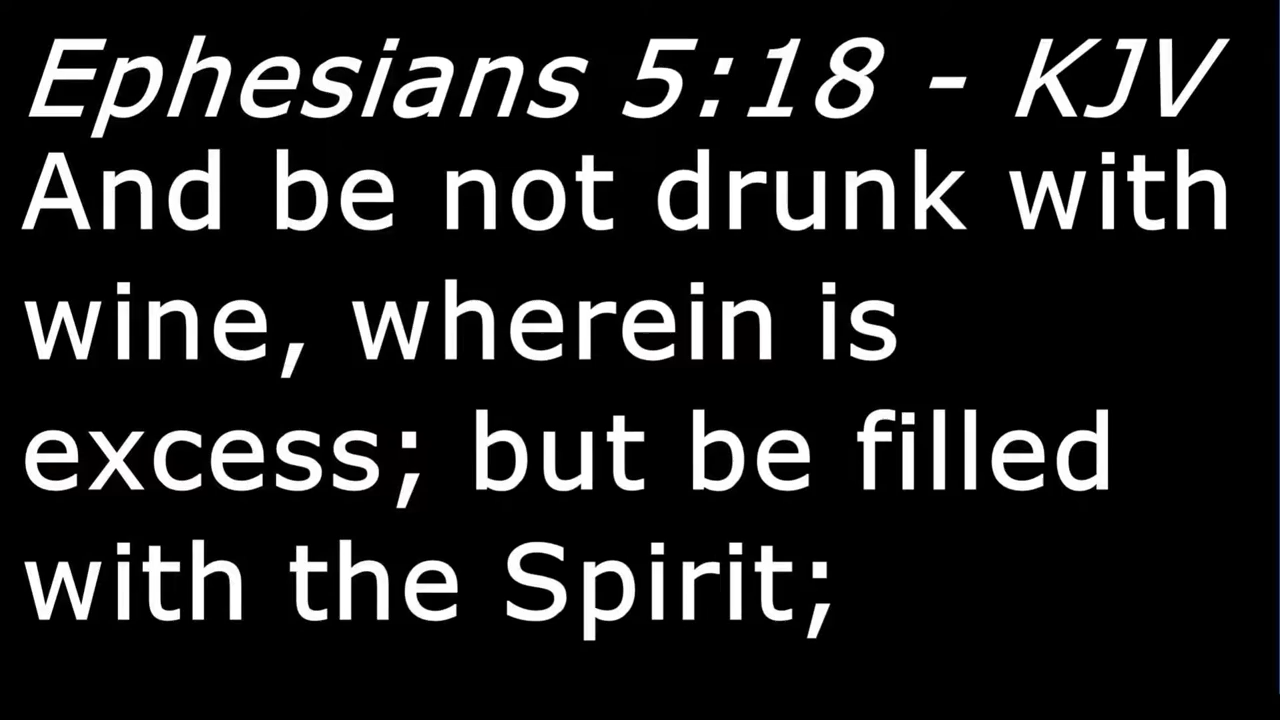 Ephesians 5:18 - KJV
And be not drunk with
wine, wherein is
excess; but be filled
with the Spirit;